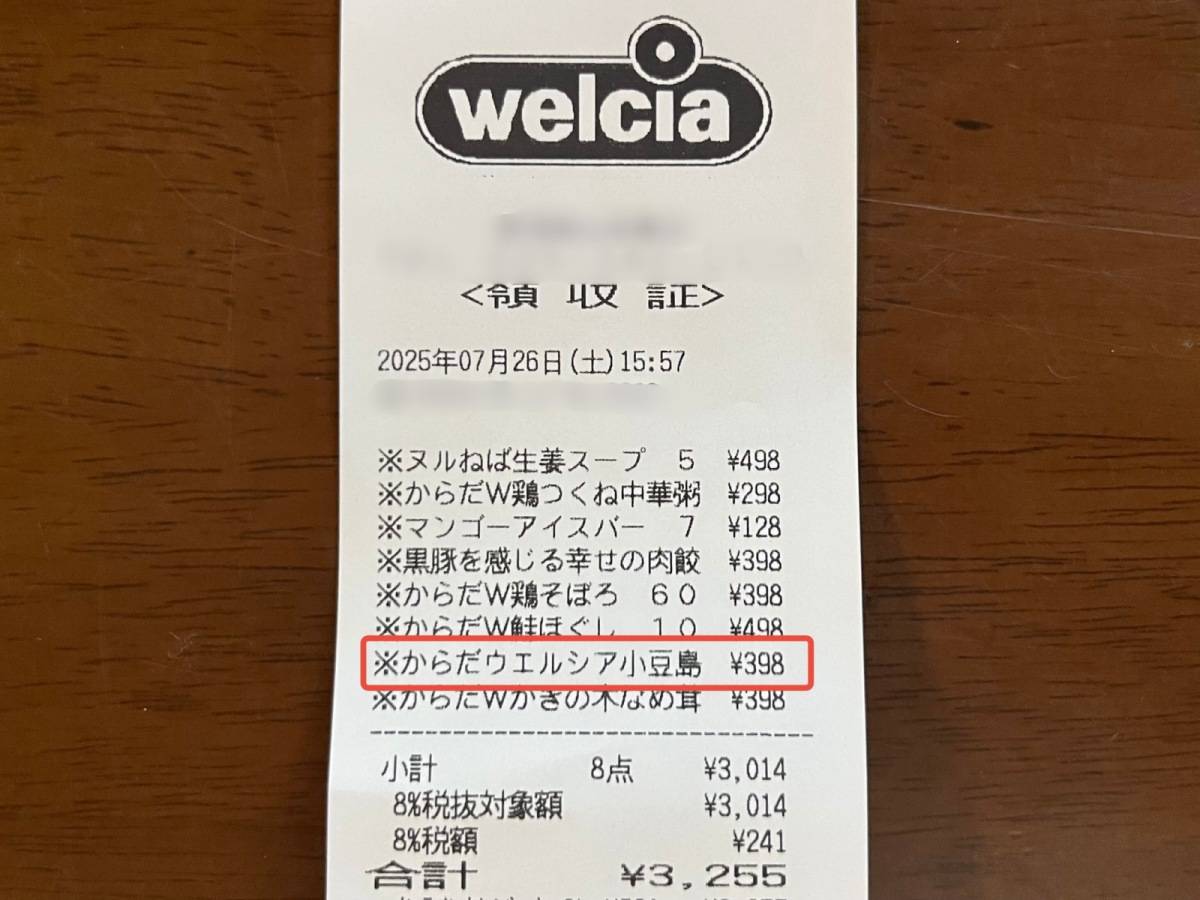 welcia
<領収証>
2025年07月26日(土)15:57
※ヌルねば生姜スープ 5 ¥498
※からだW鶏つくね中華粥 ¥298
※マンゴーアイスバー 7 ¥128
※黒豚を感じる幸せの肉餃 ¥398
※からだW鶏そぼろ 60 ¥398
※からだW鮭ほぐし 10 ¥498
※からだウエルシア小豆島 ¥398
※からだWかきの木なめ茸 ¥398
小計 8点 ¥3,014
8%税抜対象額 ¥3,014
8%税額 ¥241
合計 ¥3,255